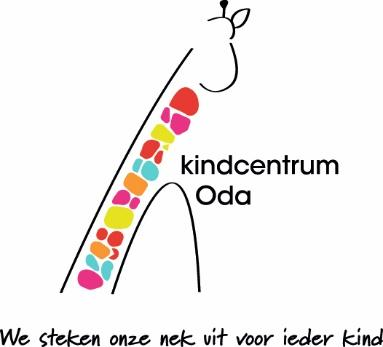 kindcentrum
Oda
We steken onze nek uit voor ieder kind